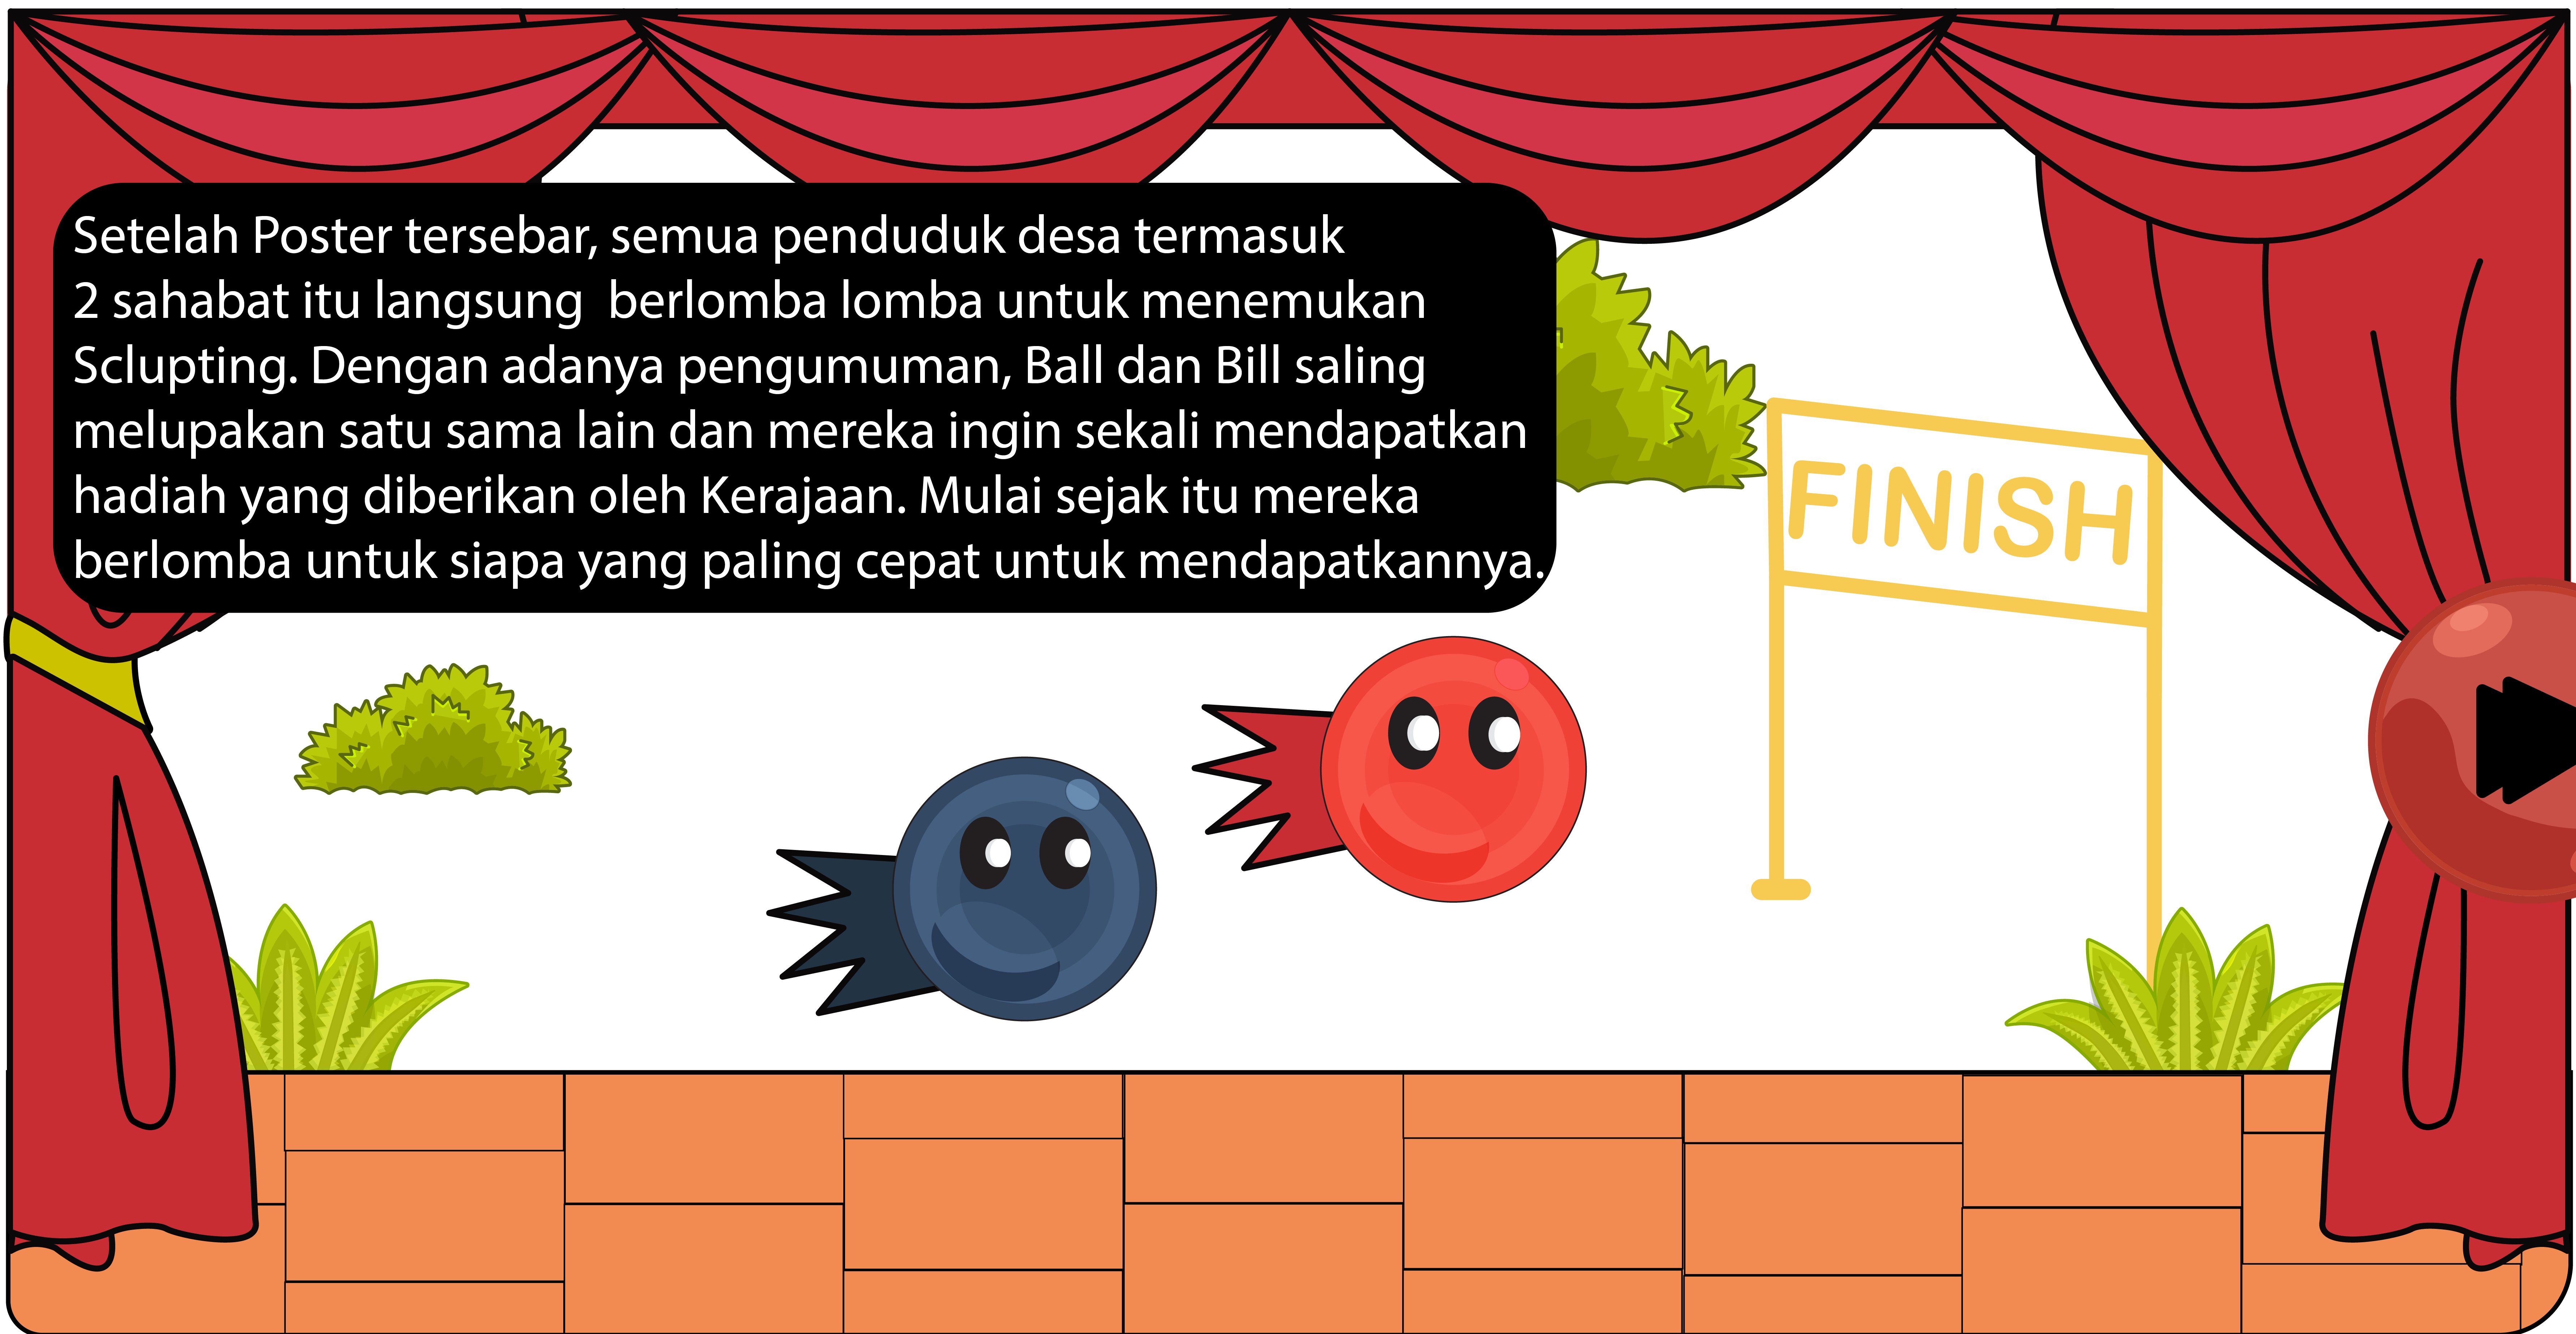 Setelah Poster tersebar, semua penduduk desa termasuk
2 sahabat itu langsung  berlomba lomba untuk menemukan
Sclupting. Dengan adanya pengumuman, Ball dan Bill saling
melupakan satu sama lain dan mereka ingin sekali mendapatkan
hadiah yang diberikan oleh Kerajaan. Mulai sejak itu mereka
berlomba untuk siapa yang paling cepat untuk mendapatkannya.
FINISH